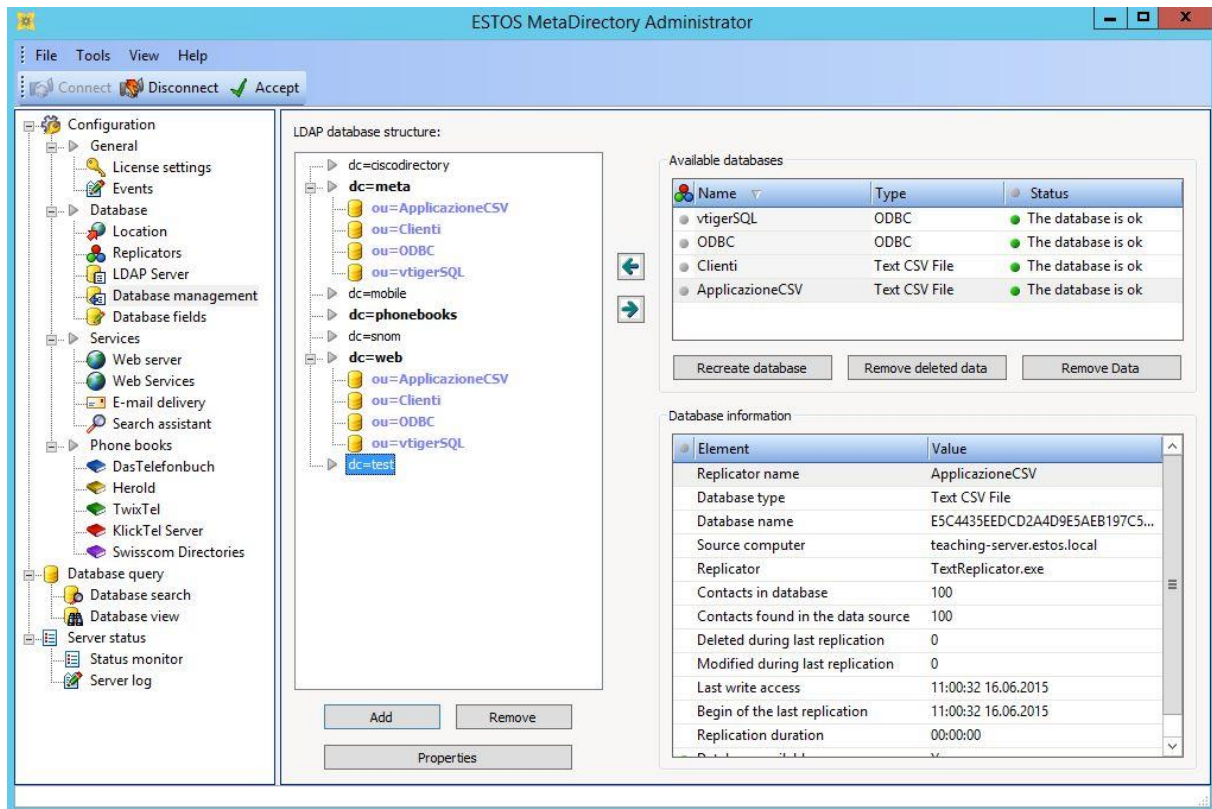 ESTOS MetaDirectory Administrator
File Tools View Help
Connect Disconnect Accept
Configuration
General
License settings
Events
Database
Location
Replicators
LDAP Server
Database management
Database fields
Services
Web server
Web Services
E-mail delivery
Search assistant
Phone books
DasTelefonbuch
Herold
TwixTel
KlickTel Server
Swisscom Directories
Database query
Database search
Database view
Server status
Status monitor
Server log
LDAP database structure:
dc=ciscodirectory
dc=meta
ou=ApplicazioneCSV
ou=Clienti
ou=ODBC
ou=vtigerSQL
dc=mobile
dc=phonebooks
dc=snom
dc=web
ou=ApplicazioneCSV
ou=Clienti
ou=ODBC
ou=vtigerSQL
dc=test
Add Remove
Properties
Available databases
Name Type Status
vtigerSQL ODBC The database is ok
ODBC ODBC The database is ok
Clienti Text CSV File The database is ok
ApplicazioneCSV Text CSV File The database is ok
Recreate database Remove deleted data Remove Data
Database information
Element Value
Replicator name ApplicazioneCSV
Database type Text CSV File
Database name E5C4435EEDCD2A4D9E5AEB197C5...
Source computer teaching-server.estos.local
Replicator TextReplicator.exe
Contacts in database 100
Contacts found in the data source 100
Deleted during last replication 0
Modified during last replication 0
Last write access 11:00:32 16.06.2015
Begin of the last replication 11:00:32 16.06.2015
Replication duration 00:00:00